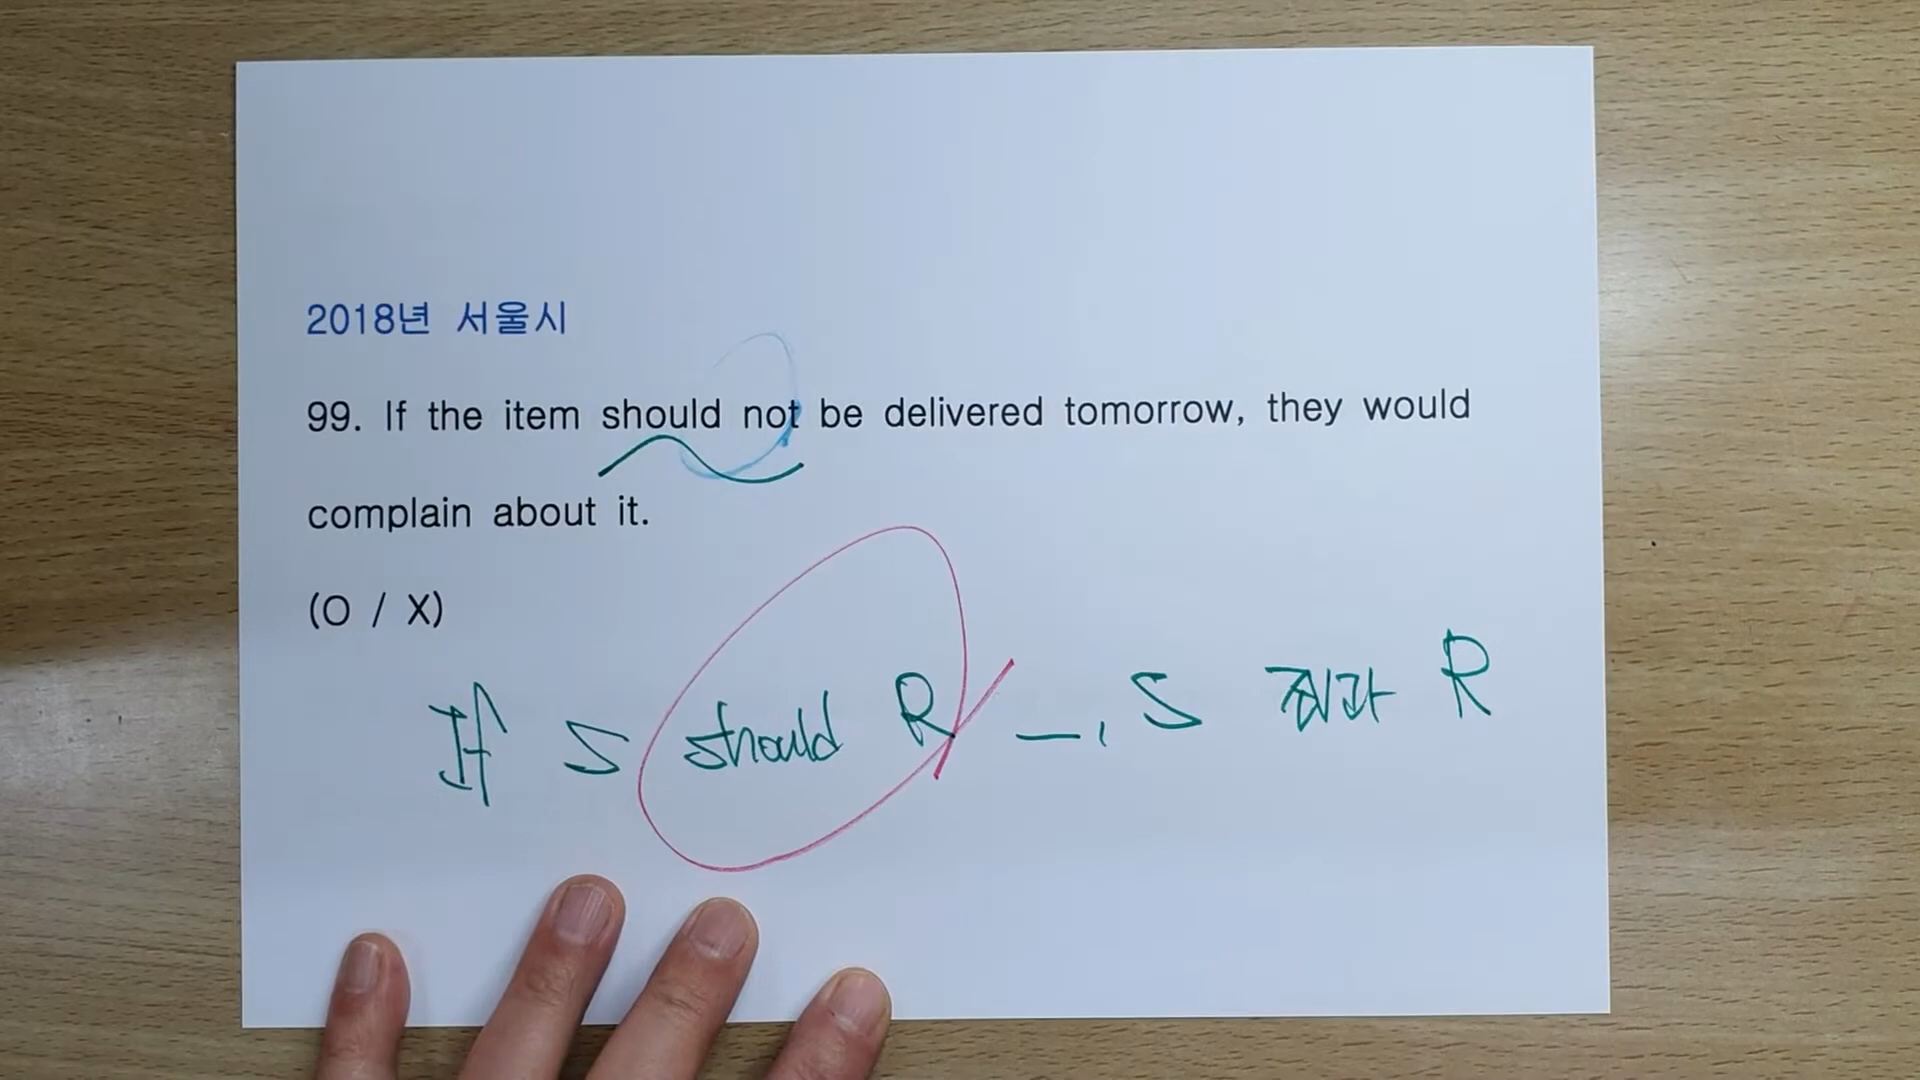 2018년 서울시
99. If the item should not be delivered tomorrow, they would
complain about it.
(O / X)
If S should R _, S 조과 R